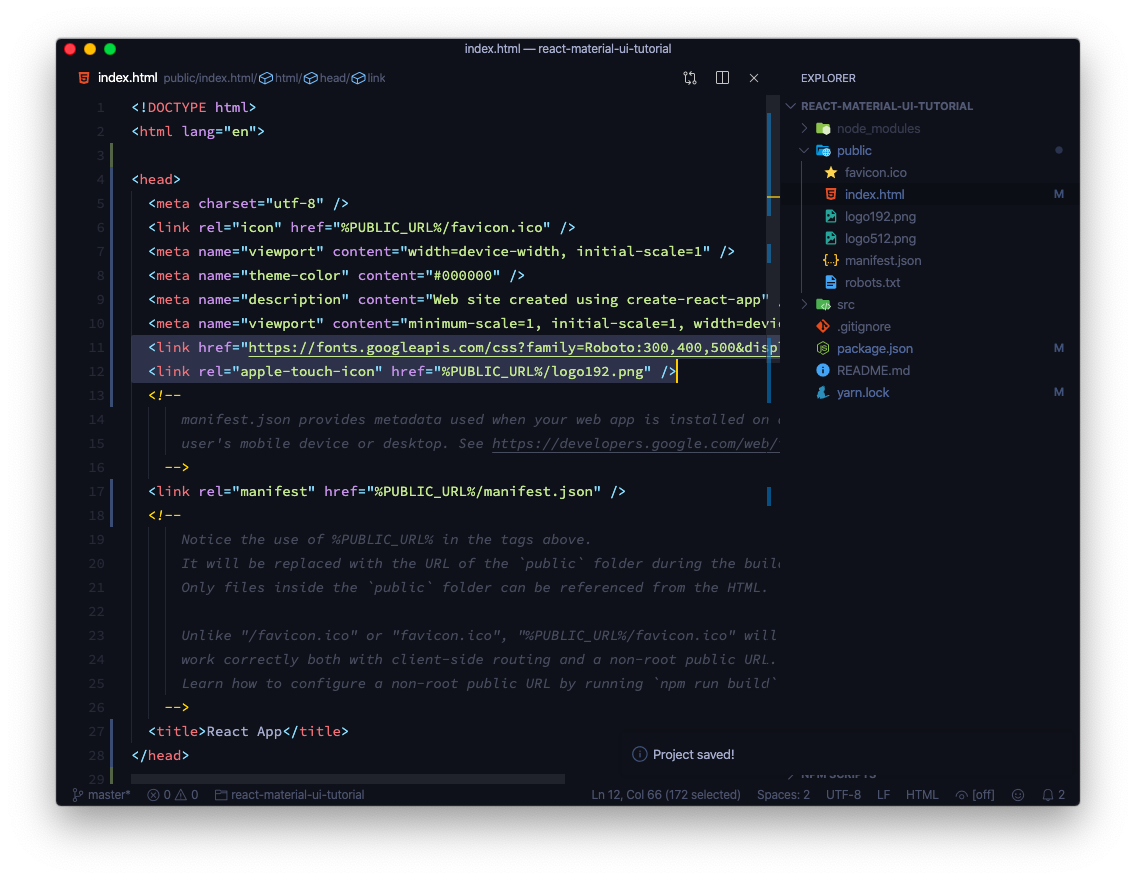 index.html — react-material-ui-tutorial
index.html public/index.html/html/head/link
1 <!DOCTYPE html>
2 <html lang="en">
3
4 <head>
5 <meta charset="utf-8" />
6 <link rel="icon" href="%PUBLIC_URL%/favicon.ico" />
7 <meta name="viewport" content="width=device-width, initial-scale=1" />
8 <meta name="theme-color" content="#000000" />
9 <meta name="description" content="Web site created using create-react-app"
10 <meta name="viewport" content="minimum-scale=1, initial-scale=1, width=devic
11 <link href="https://fonts.googleapis.com/css?family=Roboto:300,400,500&displ
12 <link rel="apple-touch-icon" href="%PUBLIC_URL%/logo192.png" />
13 <!--
14 manifest.json provides metadata used when your web app is installed on
15 user's mobile device or desktop. See https://developers.google.com/web/
16 -->
17 <link rel="manifest" href="%PUBLIC_URL%/manifest.json" />
18 <!--
19 Notice the use of %PUBLIC_URL% in the tags above.
20 It will be replaced with the URL of the `public` folder during the buil
21 Only files inside the `public` folder can be referenced from the HTML.
22
23 Unlike "/favicon.ico" or "favicon.ico", "%PUBLIC_URL%/favicon.ico" will
24 work correctly both with client-side routing and a non-root public URL.
25 Learn how to configure a non-root public URL by running `npm run build`
26 -->
27 <title>React App</title>
28 </head>
29
EXPLORER
REACT-MATERIAL-UI-TUTORIAL
node_modules
public
favicon.ico
index.html M
logo192.png
logo512.png
manifest.json
robots.txt
src
.gitignore
package.json M
README.md
yarn.lock M
Project saved!
NPM SCRIPTS
master* 0 0 react-material-ui-tutorial Ln 12, Col 66 (172 selected) Spaces: 2 UTF-8 LF HTML [off] 2